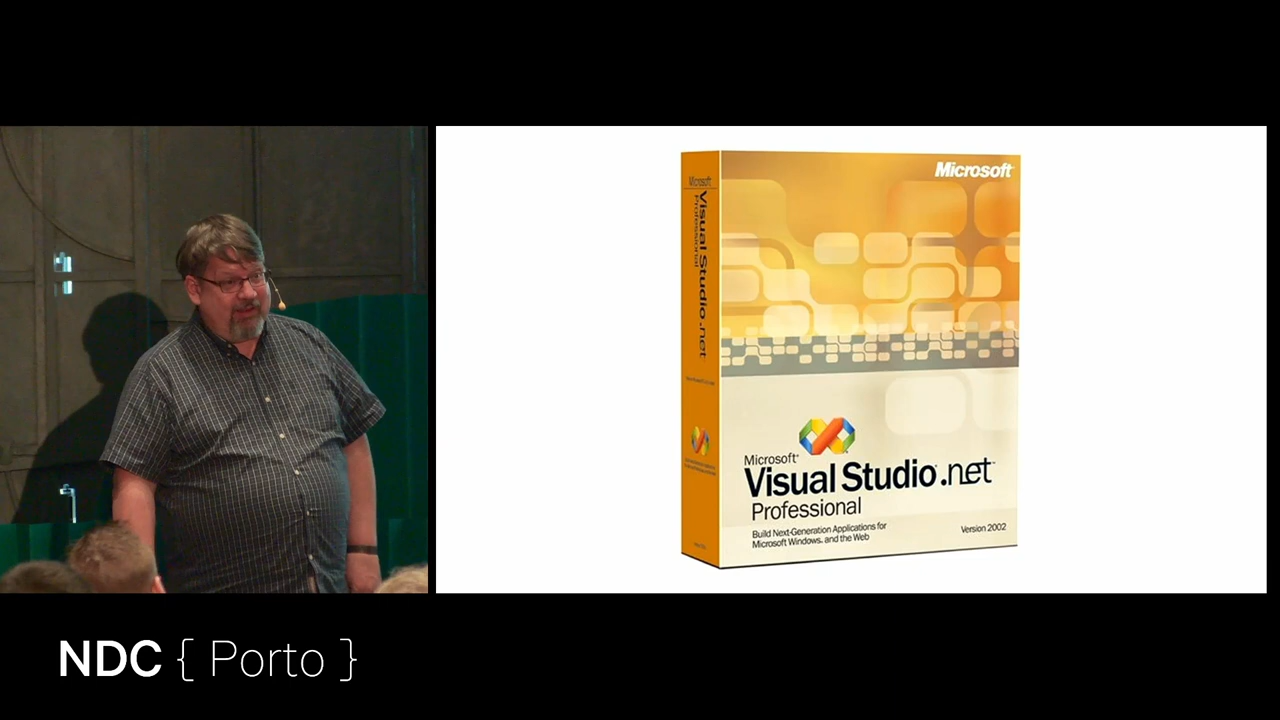 Microsoft
Microsoft
Visual Studio .net
Professional
Microsoft
Visual Studio .net
Professional
Build Next-Generation Applications for
Microsoft Windows and the Web
Version 2002
NDC { Porto }